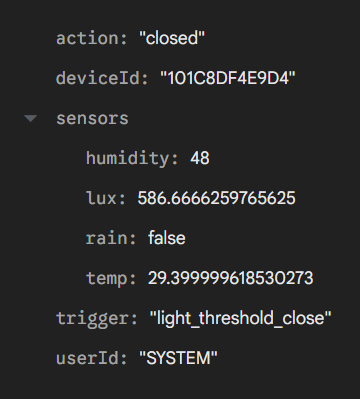 action: "closed"
deviceId: "101C8DF4E9D4"
sensors
humidity: 48
lux: 586.6666259765625
rain: false
temp: 29.399999618530273
trigger: "light_threshold_close"
userId: "SYSTEM"